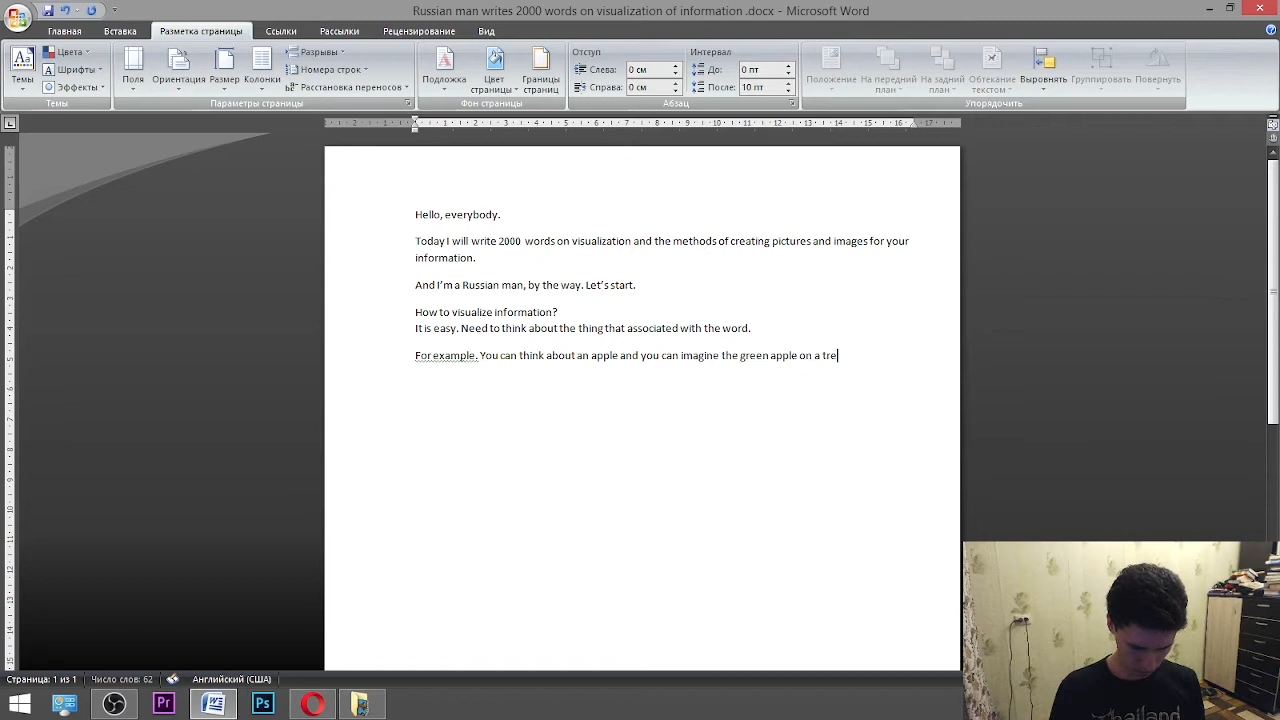 Russian man writes 2000 words on visualization of information .docx - Microsoft Word
Главная Вставка Разметка страницы Ссылки Рассылки Рецензирование Вид
Темы Цвета Шрифты Эффекты
Темы
Поля Ориентация Размер Колонки Разрывы Номера строк Расстановка переносов
Параметры страницы
Подложка Цвет страницы Границы страниц
Фон страницы
Отступ Интервал
Слева: 0 см До: 0 пт
Справа: 0 см После: 10 пт
Абзац
Положение На передний план На задний план Обтекание текстом Выровнять Группировать Повернуть
Упорядочить
Hello, everybody.
Today I will write 2000 words on visualization and the methods of creating pictures and images for your
information.
And I'm a Russian man, by the way. Let's start.
How to visualize information?
It is easy. Need to think about the thing that associated with the word.
For example. You can think about an apple and you can imagine the green apple on a tre
Страница: 1 из 1 Число слов: 62 Английский (США)
Pr W Ps